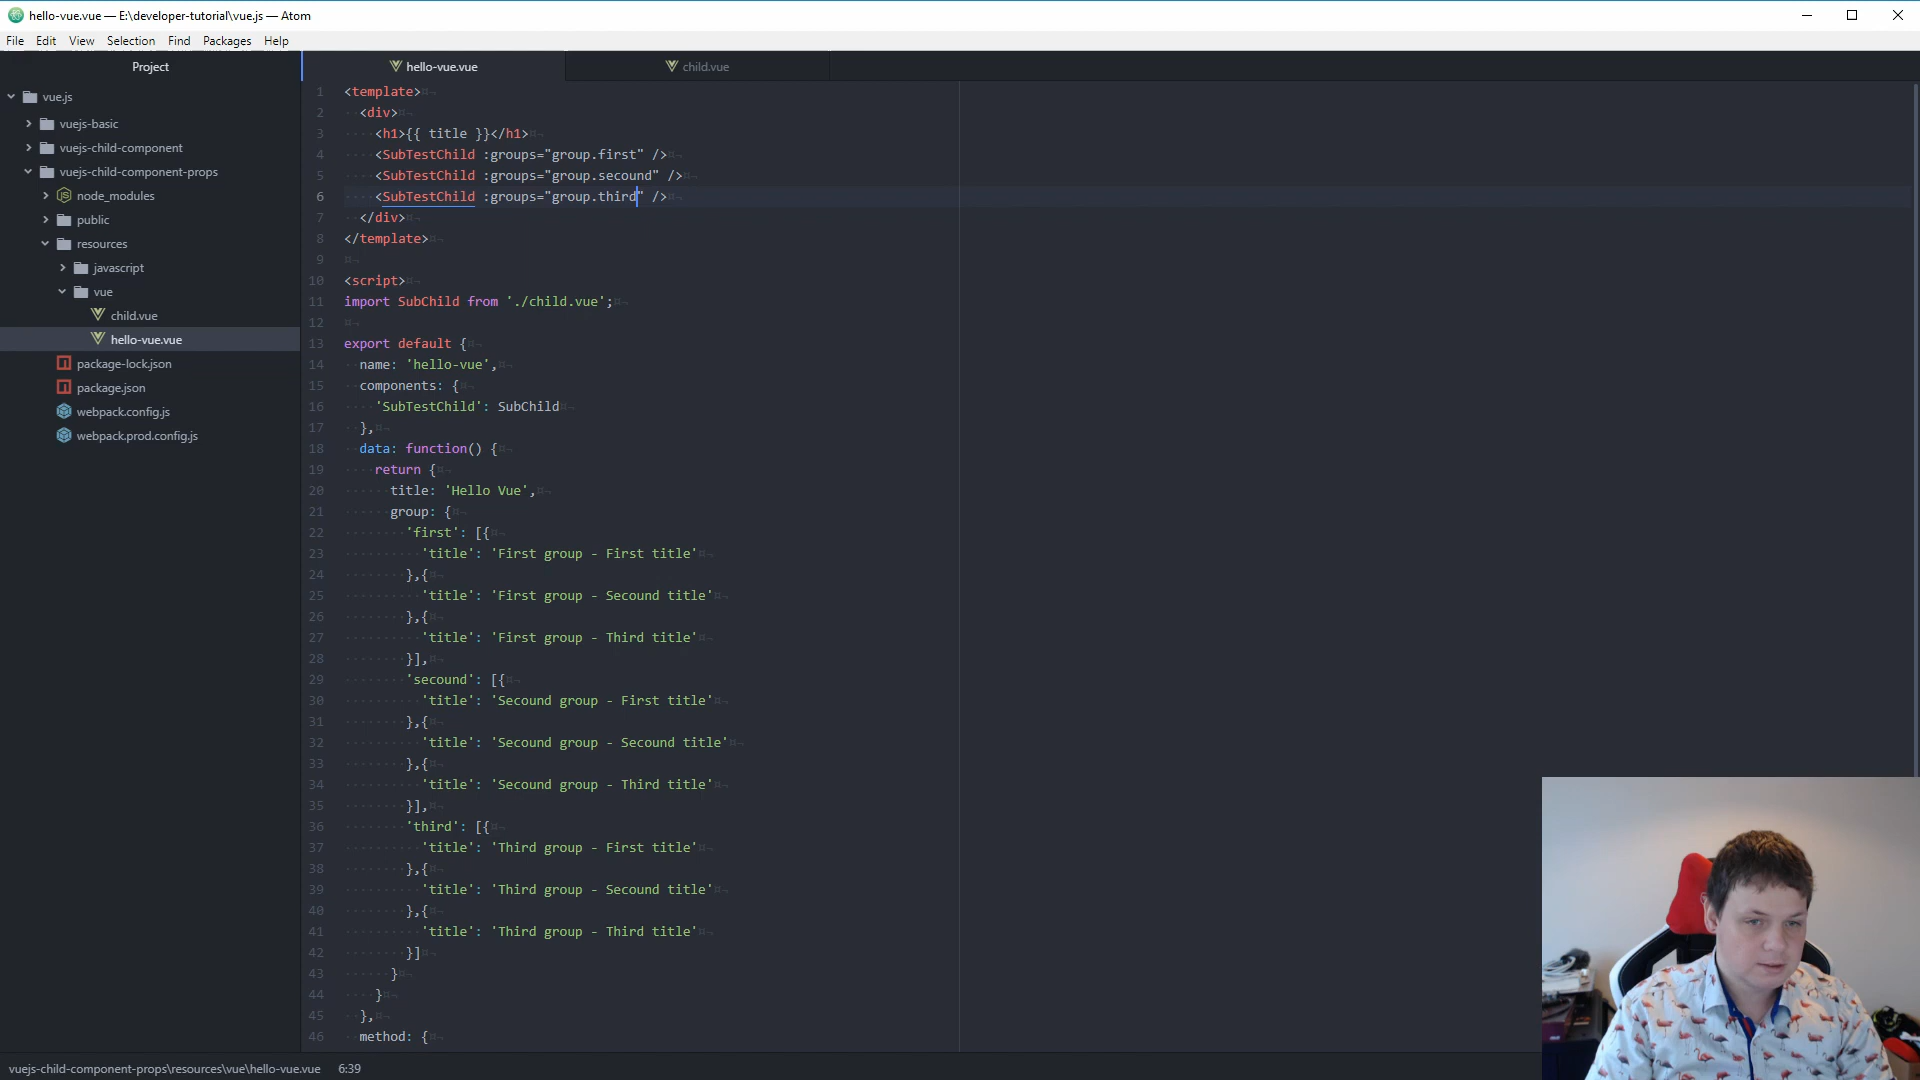 hello-vue.vue — E:\developer-tutorial\vue.js — Atom
File Edit View Selection Find Packages Help
Project
hello-vue.vue
child.vue
vue.js
vuejs-basic
vuejs-child-component
vuejs-child-component-props
node_modules
public
resources
javascript
vue
child.vue
hello-vue.vue
package-lock.json
package.json
webpack.config.js
webpack.prod.config.js
1 <template>
2 <div>
3 <h1>{{ title }}</h1>
4 <SubTestChild :groups="group.first" />
5 <SubTestChild :groups="group.secound" />
6 <SubTestChild :groups="group.third" />
7 </div>
8 </template>
9
10 <script>
11 import SubChild from './child.vue';
12
13 export default {
14 name: 'hello-vue',
15 components: {
16 'SubTestChild': SubChild
17 },
18 data: function() {
19 return {
20 title: 'Hello Vue',
21 group: {
22 'first': [{
23 'title': 'First group - First title'
24 },{
25 'title': 'First group - Secound title'
26 },{
27 'title': 'First group - Third title'
28 }],
29 'secound': [{
30 'title': 'Secound group - First title'
31 },{
32 'title': 'Secound group - Secound title'
33 },{
34 'title': 'Secound group - Third title'
35 }],
36 'third': [{
37 'title': 'Third group - First title'
38 },{
39 'title': 'Third group - Secound title'
40 },{
41 'title': 'Third group - Third title'
42 }]
43 }
44 }
45 },
46 method: {
vuejs-child-component-props\resources\vue\hello-vue.vue 6:39